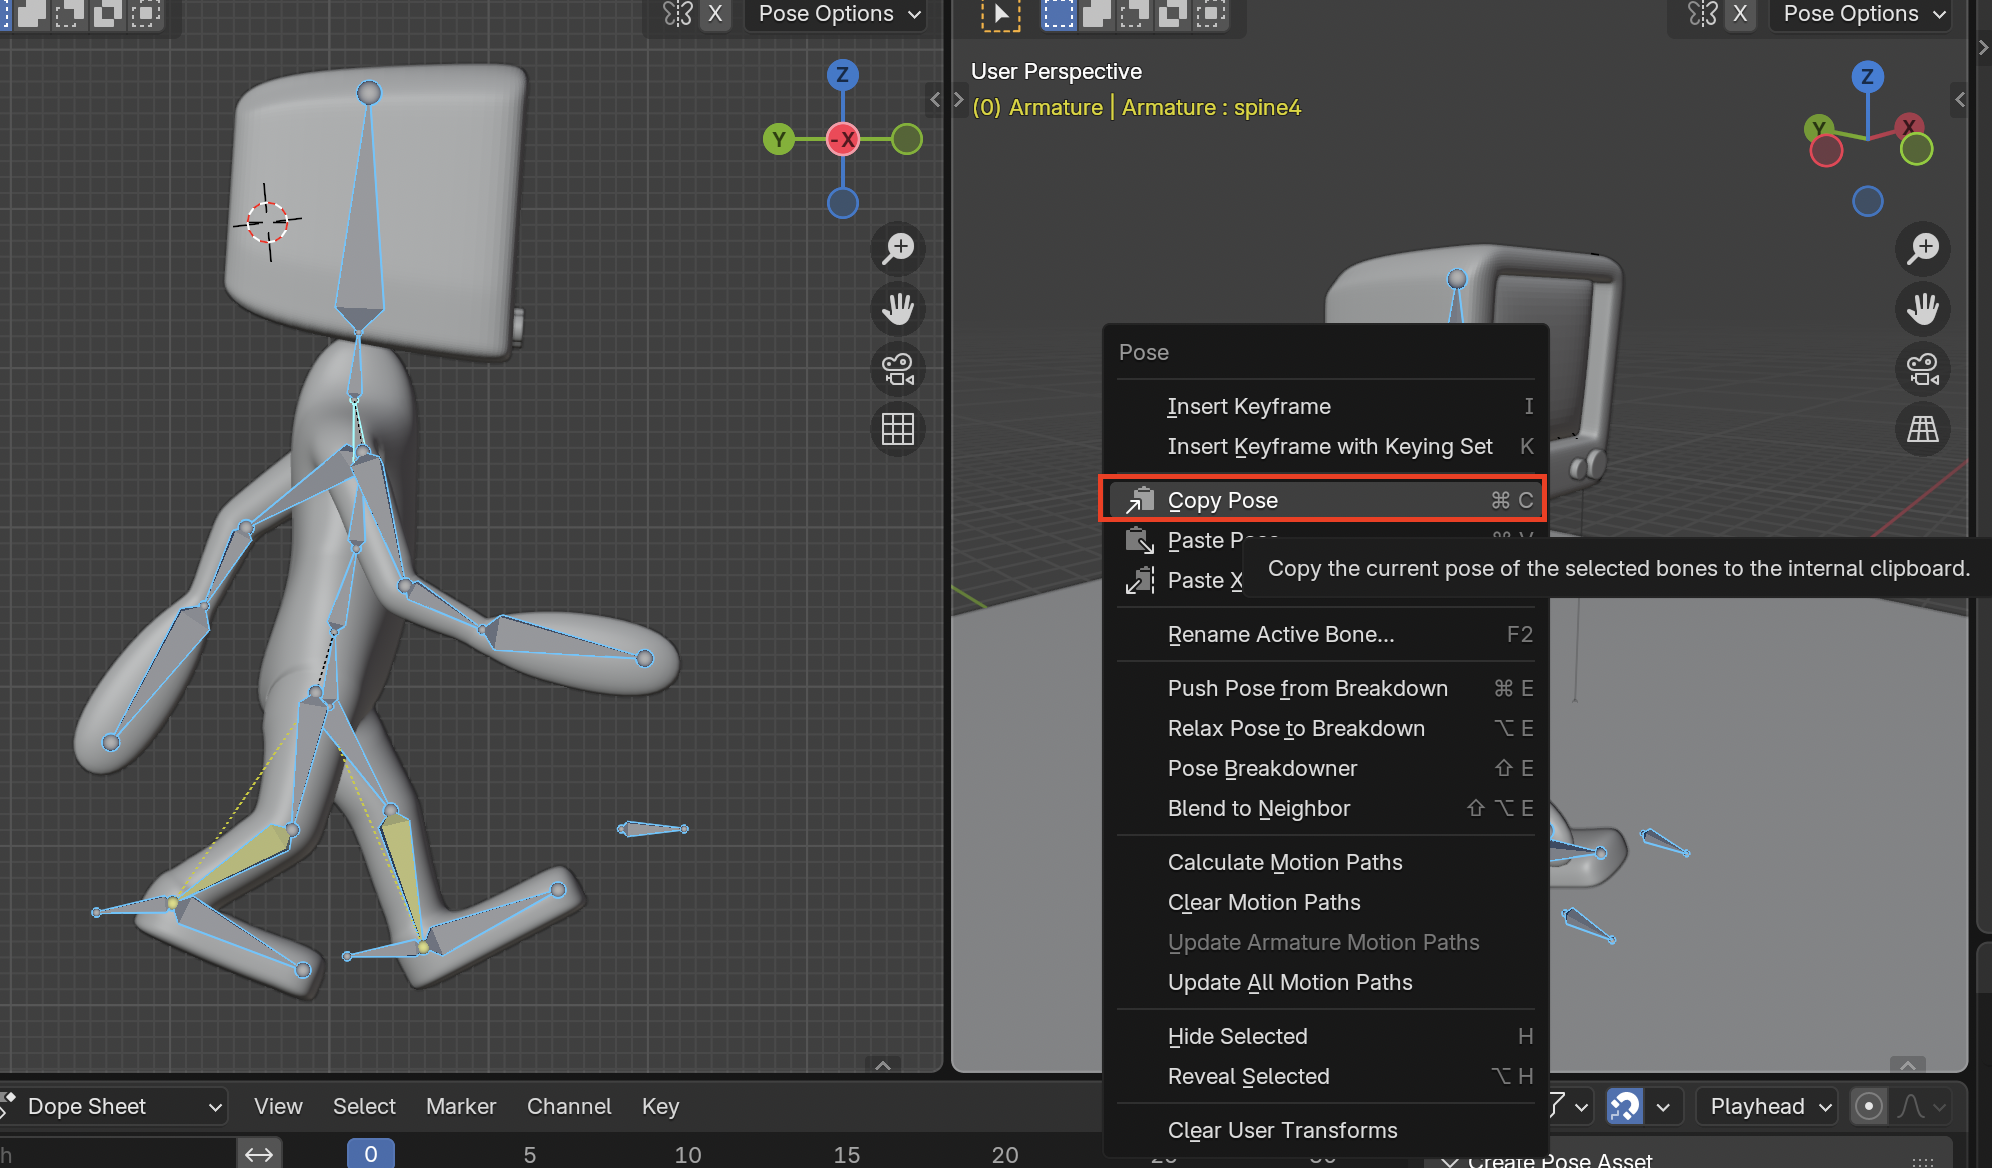 X
Pose Options
X
Pose Options
User Perspective
(0) Armature | Armature : spine4
Z
Y
-X
Z
Y
X
Pose
Insert Keyframe I
Insert Keyframe with Keying Set K
Copy Pose ⌘ C
Paste
Copy the current pose of the selected bones to the internal clipboard.
Paste X
Rename Active Bone... F2
Push Pose from Breakdown ⌘ E
Relax Pose to Breakdown ⌥ E
Pose Breakdowner ⇧ E
Blend to Neighbor ⇧ ⌥ E
Calculate Motion Paths
Clear Motion Paths
Update Armature Motion Paths
Update All Motion Paths
Hide Selected H
Reveal Selected ⌥ H
Clear User Transforms
Dope Sheet View Select Marker Channel Key
Playhead
0 5 10 15 20
Create Pose Asset